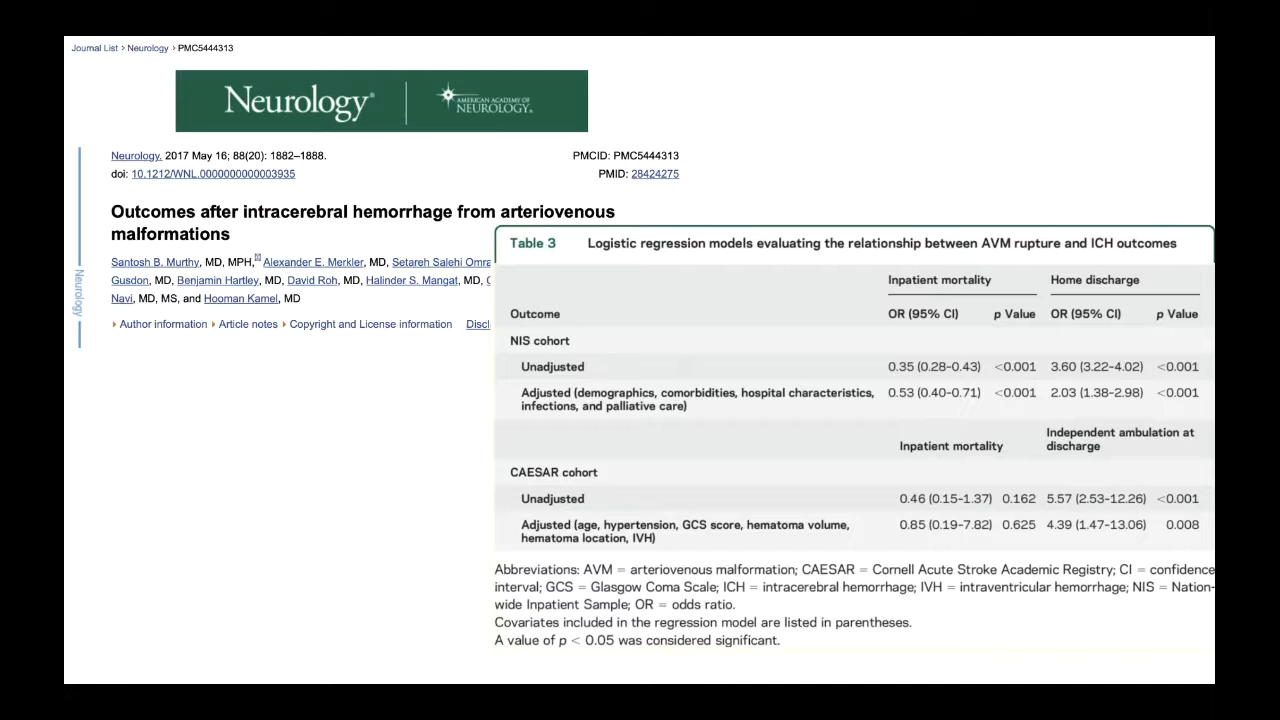 Journal List > Neurology > PMC5444313
Neurology®
AMERICAN ACADEMY OF
NEUROLOGY®
Neurology. 2017 May 16; 88(20): 1882–1888.
PMCID: PMC5444313
doi: 10.1212/WNL.0000000000003935
PMID: 28424275
Outcomes after intracerebral hemorrhage from arteriovenous
malformations
Santosh B. Murthy, MD, MPH, Alexander E. Merkler, MD, Setareh Salehi Omra
Gusdon, MD, Benjamin Hartley, MD, David Roh, MD, Halinder S. Mangat, MD,
Navi, MD, MS, and Hooman Kamel, MD
Author information Article notes Copyright and License information Discl
Neurology
Table 3 Logistic regression models evaluating the relationship between AVM rupture and ICH outcomes
Inpatient mortality Home discharge
Outcome OR (95% CI) p Value OR (95% CI) p Value
NIS cohort
Unadjusted 0.35 (0.28–0.43) <0.001 3.60 (3.22–4.02) <0.001
Adjusted (demographics, comorbidities, hospital characteristics, 0.53 (0.40–0.71) <0.001 2.03 (1.38–2.98) <0.001
infections, and palliative care)
Inpatient mortality Independent ambulation at
discharge
CAESAR cohort
Unadjusted 0.46 (0.15–1.37) 0.162 5.57 (2.53–12.26) <0.001
Adjusted (age, hypertension, GCS score, hematoma volume, 0.85 (0.19–7.82) 0.625 4.39 (1.47–13.06) 0.008
hematoma location, IVH)
Abbreviations: AVM = arteriovenous malformation; CAESAR = Cornell Acute Stroke Academic Registry; CI = confidence
interval; GCS = Glasgow Coma Scale; ICH = intracerebral hemorrhage; IVH = intraventricular hemorrhage; NIS = Nation-
wide Inpatient Sample; OR = odds ratio.
Covariates included in the regression model are listed in parentheses.
A value of p < 0.05 was considered significant.